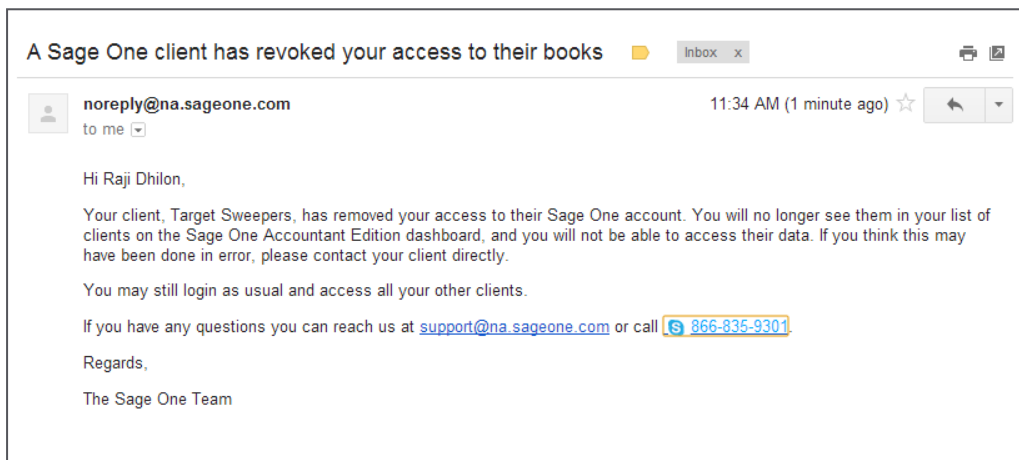 A Sage One client has revoked your access to their books Inbox x
noreply@na.sageone.com 11:34 AM (1 minute ago)
to me
Hi Raji Dhilon,
Your client, Target Sweepers, has removed your access to their Sage One account. You will no longer see them in your list of
clients on the Sage One Accountant Edition dashboard, and you will not be able to access their data. If you think this may
have been done in error, please contact your client directly.
You may still login as usual and access all your other clients.
If you have any questions you can reach us at support@na.sageone.com or call 866-835-9301.
Regards,
The Sage One Team